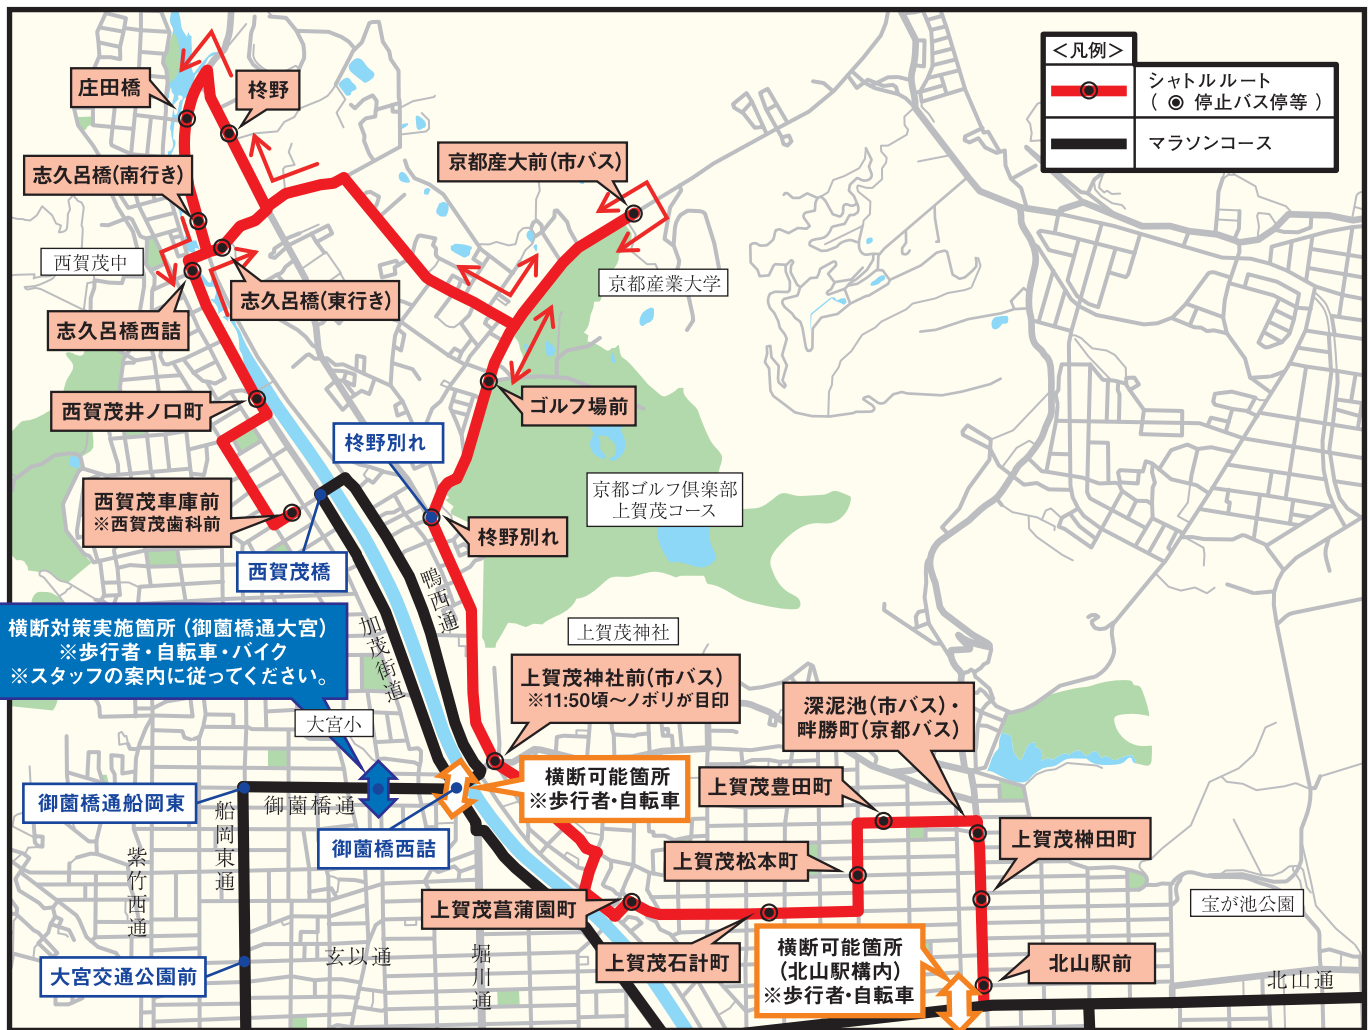 <凡例>
シャトルルート
( ◉ 停止バス停等 )
マラソンコース
庄田橋
柊野
志久呂橋(南行き)
京都産大前(市バス)
西賀茂中
京都産業大学
志久呂橋(東行き)
志久呂橋西詰
西賀茂井ノ口町
ゴルフ場前
柊野別れ
京都ゴルフ倶楽部
上賀茂コース
西賀茂車庫前
※西賀茂歯科前
柊野別れ
西賀茂橋
鴨西通
加茂街道
横断対策実施箇所(御薗橋通大宮)
※歩行者・自転車・バイク
※スタッフの案内に従ってください。
上賀茂神社
上賀茂神社前(市バス)
※11:50頃〜ノボリが目印
深泥池(市バス)・
畔勝町(京都バス)
大宮小
横断可能箇所
※歩行者・自転車
上賀茂豊田町
御薗橋通船岡東
御薗橋通
船岡東通
御薗橋西詰
上賀茂榊田町
上賀茂松本町
紫竹西通
上賀茂菖蒲園町
宝が池公園
上賀茂石計町
横断可能箇所
(北山駅構内)
※歩行者・自転車
北山駅前
玄以通
堀川通
大宮交通公園前
北山通